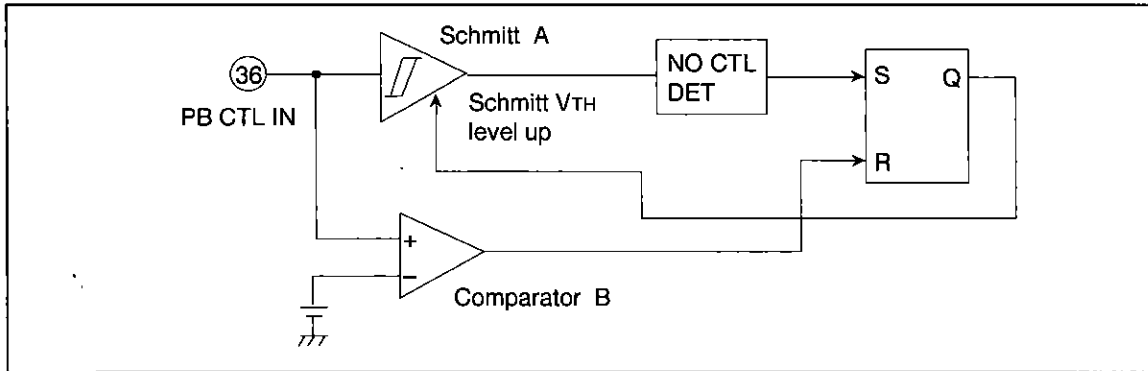 Schmitt A
36
NO CTL
DET
S
Q
PB CTL IN
Schmitt VTH
level up
R
+
−
Comparator B